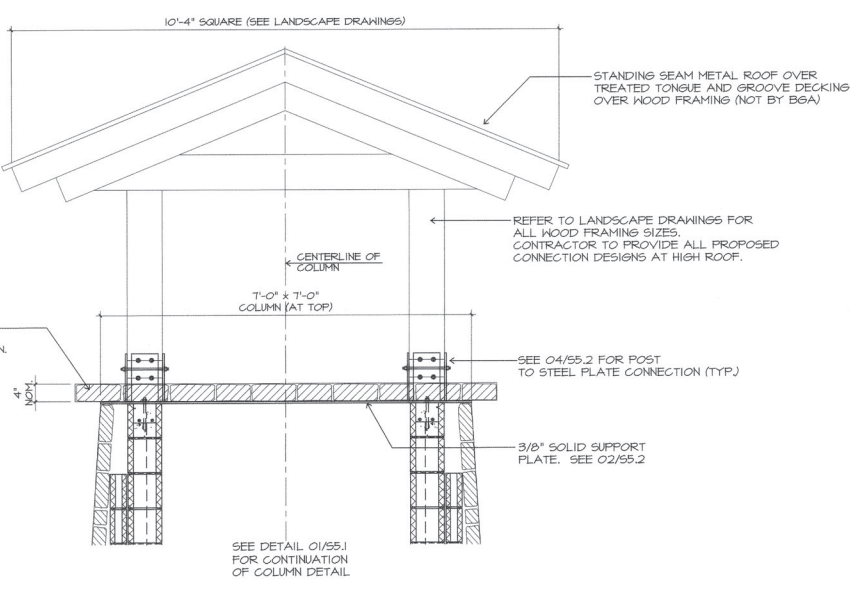 10'-4" SQUARE (SEE LANDSCAPE DRAWINGS)
STANDING SEAM METAL ROOF OVER
TREATED TONGUE AND GROOVE DECKING
OVER WOOD FRAMING (NOT BY BGA)
REFER TO LANDSCAPE DRAWINGS FOR
ALL WOOD FRAMING SIZES.
CONTRACTOR TO PROVIDE ALL PROPOSED
CONNECTION DESIGNS AT HIGH ROOF.
CENTERLINE OF
COLUMN
7'-0" x 7'-0"
COLUMN (AT TOP)
N.
SEE 04/S5.2 FOR POST
TO STEEL PLATE CONNECTION (TYP.)
4"
NOM.
3/8" SOLID SUPPORT
PLATE. SEE 02/S5.2
SEE DETAIL 01/S5.1
FOR CONTINUATION
OF COLUMN DETAIL